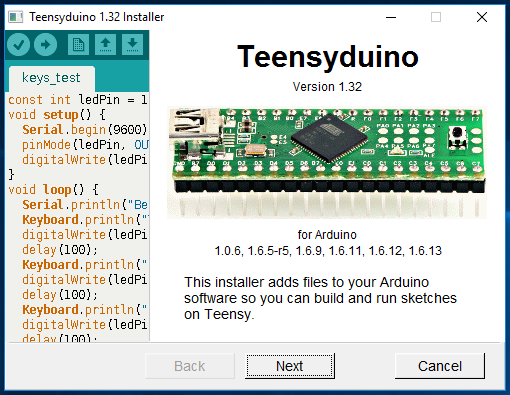 Teensyduino 1.32 Installer
keys_test
const int ledPin = 1
void setup() {
Serial.begin(9600)
pinMode(ledPin, OU
digitalWrite(ledPi
}
void loop() {
Serial.println("Be
Keyboard.println("
digitalWrite(ledPi
delay(100);
Keyboard.println("
digitalWrite(ledPi
delay(100);
Keyboard.println("
digitalWrite(ledPi
delay(100);
Teensyduino
Version 1.32
for Arduino
1.0.6, 1.6.5-r5, 1.6.9, 1.6.11, 1.6.12, 1.6.13
This installer adds files to your Arduino
software so you can build and run sketches
on Teensy.
Back
Next
Cancel